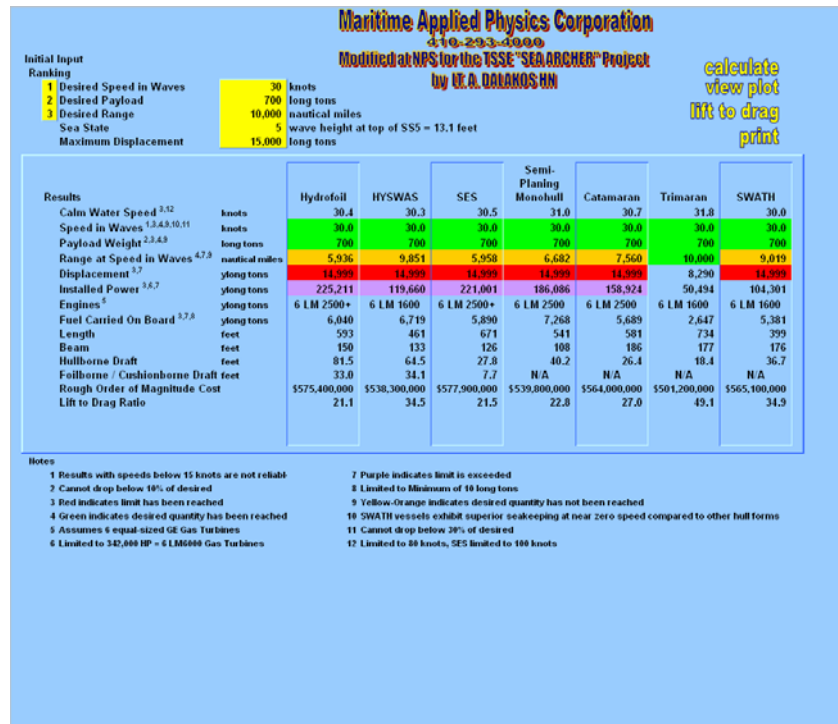 Maritime Applied Physics Corporation
410-293-4000
Modified at NPS for the TSSE "SEA ARCHER" Project
by LT. A. DALAKOS HN
calculate
view plot
lift to drag
print
Initial Input
Ranking
1 Desired Speed in Waves 30 knots
2 Desired Payload 700 long tons
3 Desired Range 10,000 nautical miles
Sea State 5 wave height at top of SS5 = 13.1 feet
Maximum Displacement 15,000 long tons
Results Hydrofoil HYSWAS SES Semi-Planing Monohull Catamaran Trimaran SWATH
Calm Water Speed 3,12 knots 30.4 30.3 30.5 31.0 30.7 31.8 30.0
Speed in Waves 1,3,4,9,10,11 knots 30.0 30.0 30.0 30.0 30.0 30.0 30.0
Payload Weight 2,3,4,9 long tons 700 700 700 700 700 700 700
Range at Speed in Waves 4,7,9 nautical miles 5,936 9,851 5,958 6,682 7,560 10,000 9,019
Displacement 3,7 ylong tons 14,999 14,999 14,999 14,999 14,999 8,290 14,999
Installed Power 3,6,7 ylong tons 225,211 119,660 221,001 186,086 158,924 50,494 104,301
Engines 5 ylong tons 6 LM 2500+ 6 LM 1600 6 LM 2500+ 6 LM 2500 6 LM 2500 6 LM 1600 6 LM 1600
Fuel Carried On Board 3,7,8 ylong tons 6,040 6,719 5,890 7,268 5,689 2,647 5,381
Length feet 593 461 671 541 581 734 399
Beam feet 150 133 126 108 186 177 176
Hullborne Draft feet 81.5 64.5 27.8 40.2 26.4 18.4 36.7
Foilborne / Cushionborne Draft feet 33.0 34.1 7.7 N/A N/A N/A N/A
Rough Order of Magnitude Cost $575,400,000 $538,300,000 $577,900,000 $539,800,000 $564,000,000 $501,200,000 $565,100,000
Lift to Drag Ratio 21.1 34.5 21.5 22.8 27.0 49.1 34.9
Notes
1 Results with speeds below 15 knots are not reliabl
2 Cannot drop below 10% of desired
3 Red indicates limit has been reached
4 Green indicates desired quantity has been reached
5 Assumes 6 equal-sized GE Gas Turbines
6 Limited to 342,000 HP = 6 LM6000 Gas Turbines
7 Purple indicates limit is exceeded
8 Limited to Minimum of 10 long tons
9 Yellow-Orange indicates desired quantity has not been reached
10 SWATH vessels exhibit superior seakeeping at near zero speed compared to other hull forms
11 Cannot drop below 30% of desired
12 Limited to 80 knots, SES limited to 100 knots